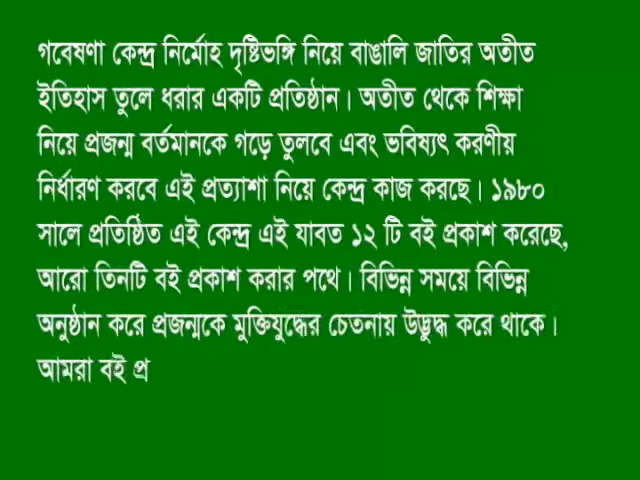 গবেষণা কেন্দ্র নির্মোহ দৃষ্টিভঙ্গি নিয়ে বাঙালি জাতির অতীত
ইতিহাস তুলে ধরার একটি প্রতিষ্ঠান। অতীত থেকে শিক্ষা
নিয়ে প্রজন্ম বর্তমানকে গড়ে তুলবে এবং ভবিষ্যৎ করণীয়
নির্ধারণ করবে এই প্রত্যাশা নিয়ে কেন্দ্র কাজ করছে। ১৯৮০
সালে প্রতিষ্ঠিত এই কেন্দ্র এই যাবত ১২ টি বই প্রকাশ করেছে,
আরো তিনটি বই প্রকাশ করার পথে। বিভিন্ন সময়ে বিভিন্ন
অনুষ্ঠান করে প্রজন্মকে মুক্তিযুদ্ধের চেতনায় উদ্ভুদ্ধ করে থাকে।
আমরা বই প্র